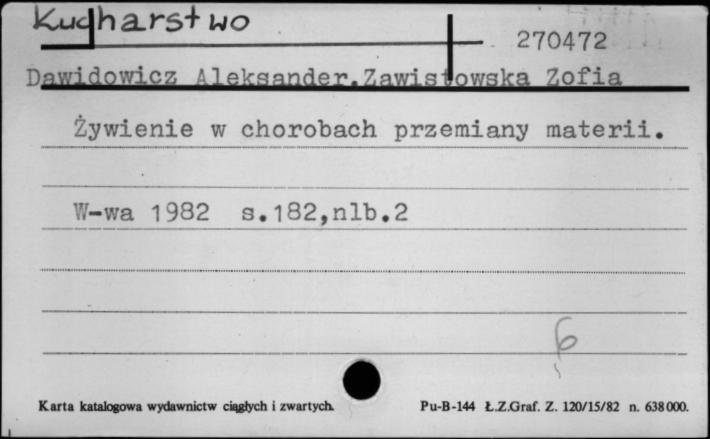 Kucharstwo
270472
Dawidowicz Aleksander.Zawistowska Zofia
Żywienie w chorobach przemiany materii.
W-wa 1982 s.182,nlb.2
6
Karta katalogowa wydawnictw ciągłych i zwartych.
Pu-B-144 Ł.Z.Graf. Z. 120/15/82 n. 638000.